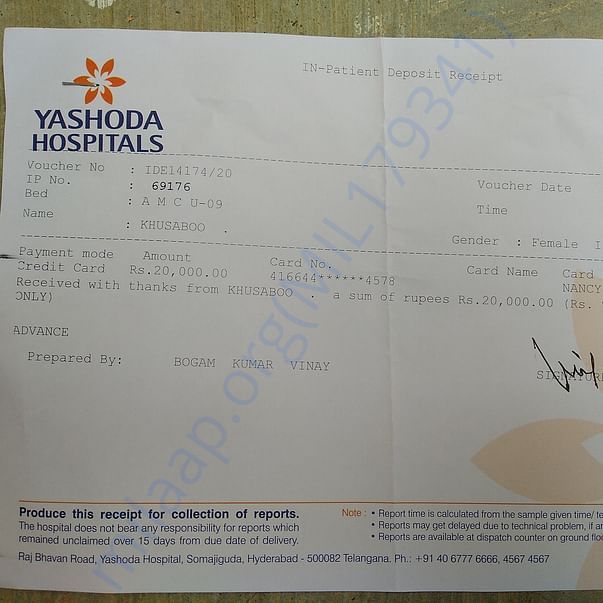 IN-Patient Deposit Receipt
YASHODA
HOSPITALS
Voucher No : IDE14174/20 Voucher Date
IP No. : 69176
Bed : A M C U-09 Time
Name : KHUSABOO .
Gender : Female
Payment mode Amount Card No. Card Name Card
Credit Card Rs.20,000.00 416644******4578 NANCY
Received with thanks from KHUSABOO . a sum of rupees Rs.20,000.00 (Rs.
ONLY)
ADVANCE
Prepared By: BOGAM KUMAR VINAY
SIGNATURE
Produce this receipt for collection of reports.
The hospital does not bear any responsibility for reports which
remained unclaimed over 15 days from due date of delivery.
Note : • Report time is calculated from the sample given time/
• Reports may get delayed due to technical problem, if
• Reports are available at dispatch counter on ground
Raj Bhavan Road, Yashoda Hospital, Somajiguda, Hyderabad - 500082 Telangana. Ph.: +91 40 6777 6666, 4567 4567
milaap.org(MIL1793941)